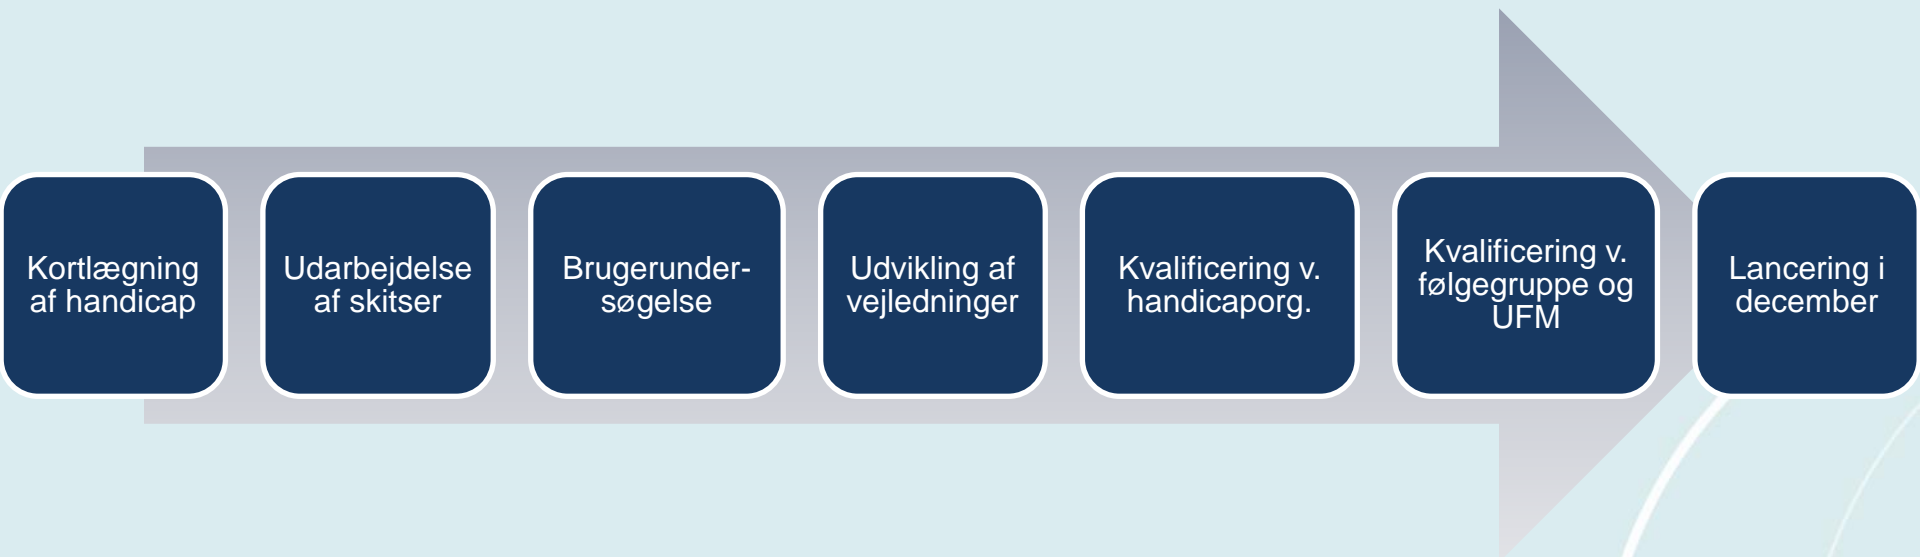 Kortlægning
af handicap
Udarbejdelse
af skitser
Brugerunder-
søgelse
Udvikling af
vejledninger
Kvalificering v.
handicaporg.
Kvalificering v.
følgegruppe og
UFM
Lancering i
december